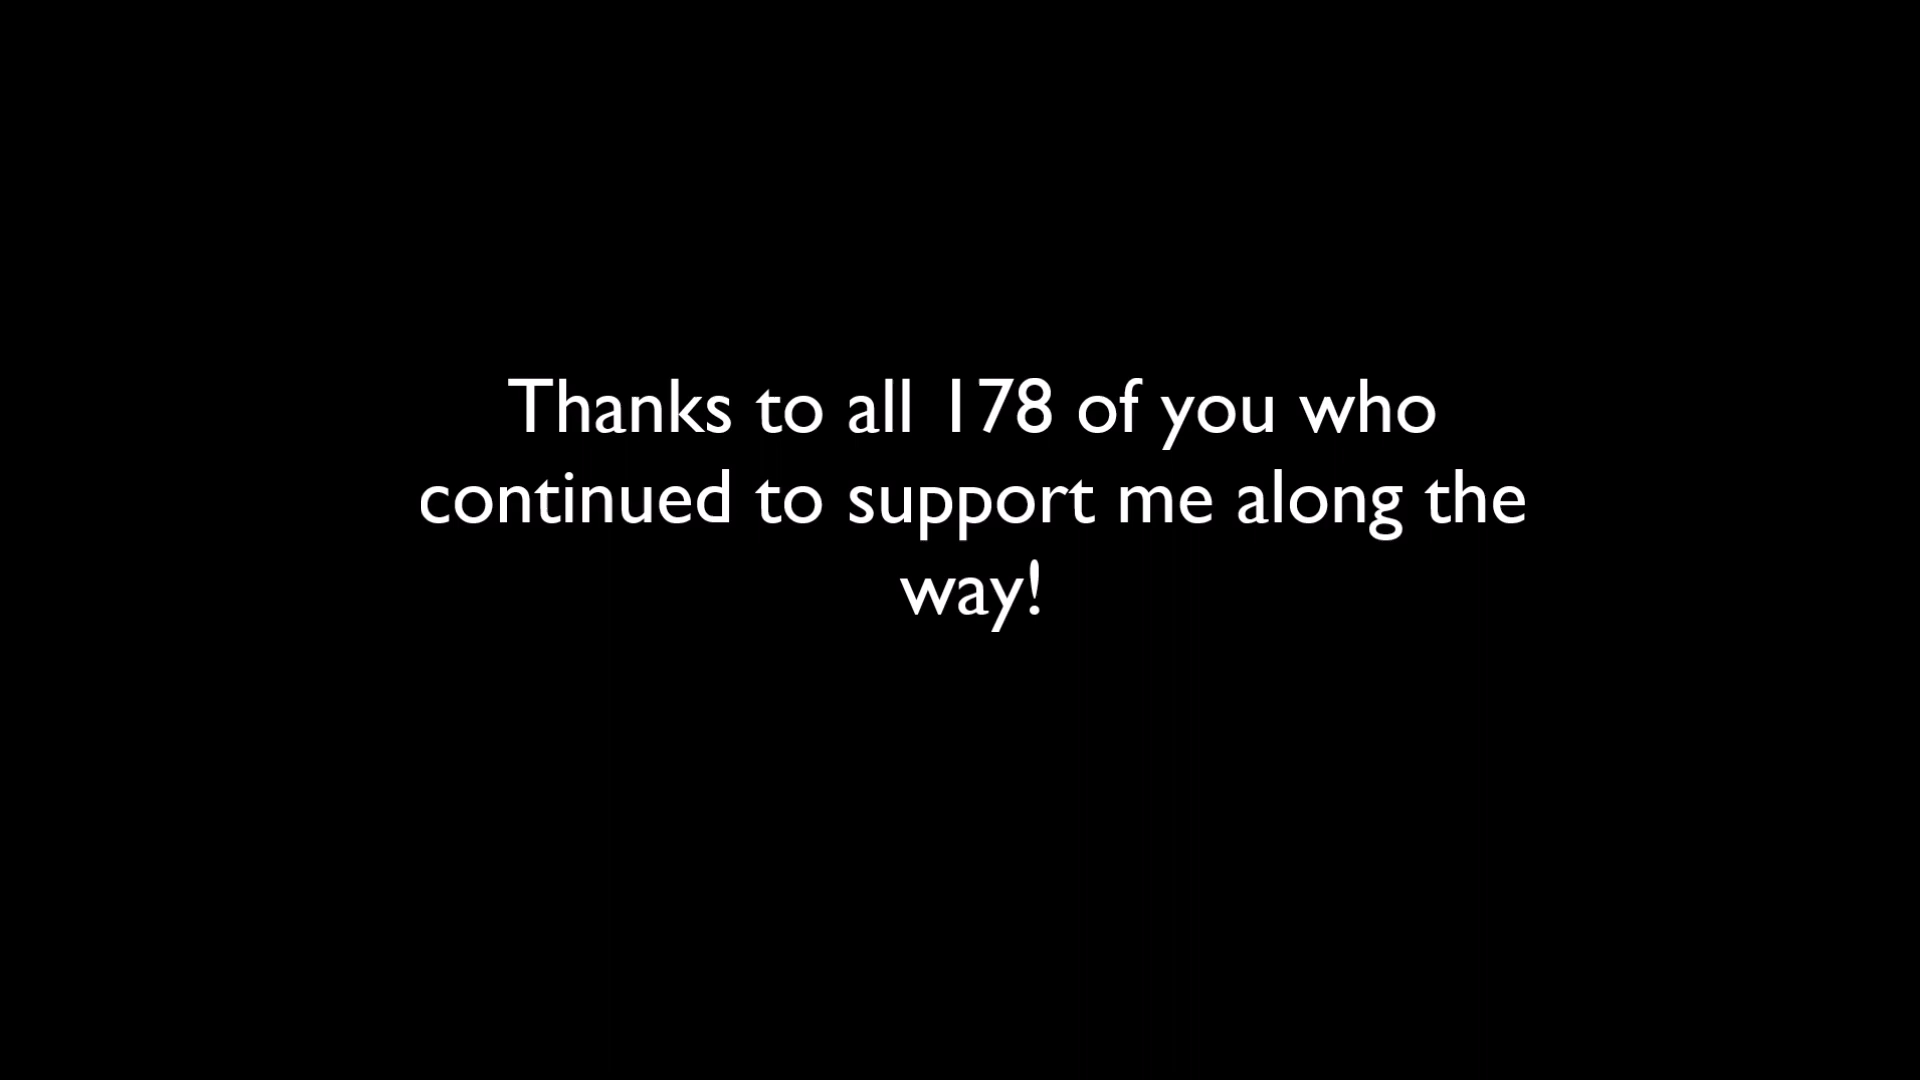 Thanks to all 178 of you who
continued to support me along the
way!